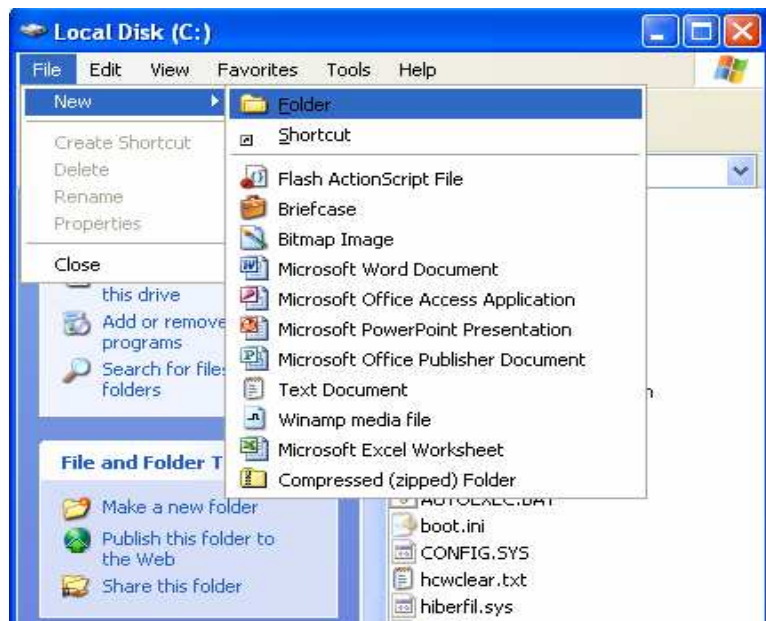 Local Disk (C:)
File Edit View Favorites Tools Help
New
Create Shortcut
Delete
Rename
Properties
Close
Folder
Shortcut
Flash ActionScript File
Briefcase
Bitmap Image
Microsoft Word Document
Microsoft Office Access Application
Microsoft PowerPoint Presentation
Microsoft Office Publisher Document
Text Document
Winamp media file
Microsoft Excel Worksheet
Compressed (zipped) Folder
this drive
Add or remove
programs
Search for files
folders
File and Folder T
Make a new folder
Publish this folder to
the Web
Share this folder
AUTOEXEC.BAT
boot.ini
CONFIG.SYS
hcwclear.txt
hiberfil.sys